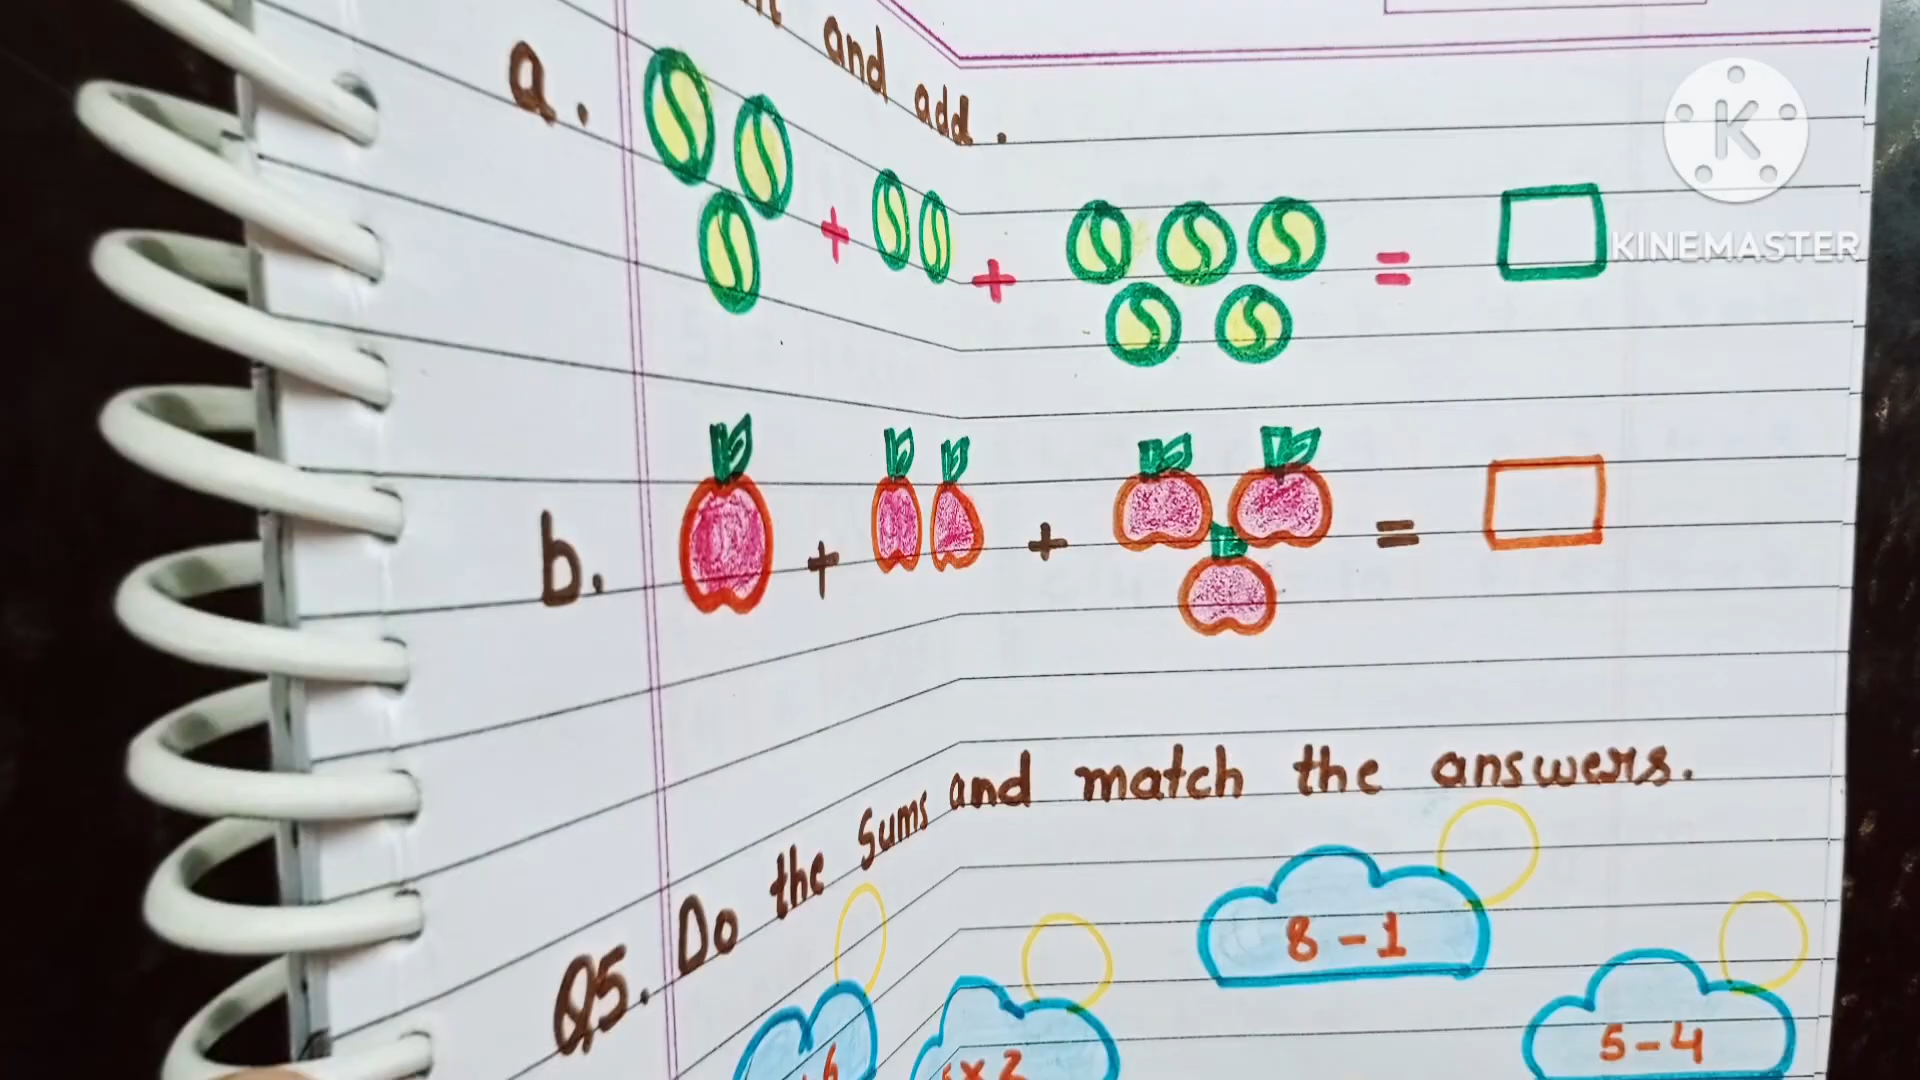 and add.
a. + + =
K
KINEMASTER
b. + + =
Q5. Do the sums and match the answers.
8-1
5-4